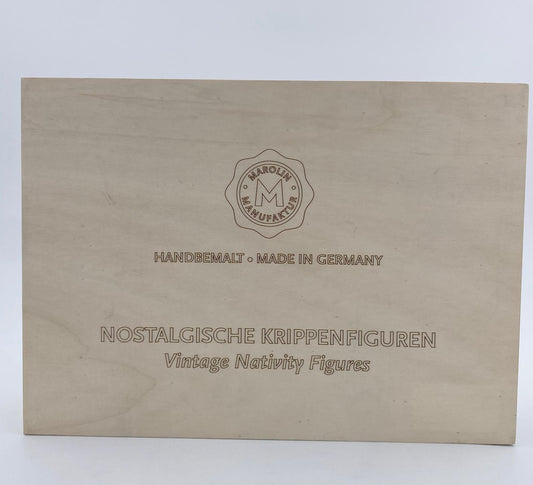 MAROLIN
M
MANUFAKTUR
HANDBEMALT • MADE IN GERMANY
NOSTALGISCHE KRIPPENFIGUREN
Vintage Nativity Figures